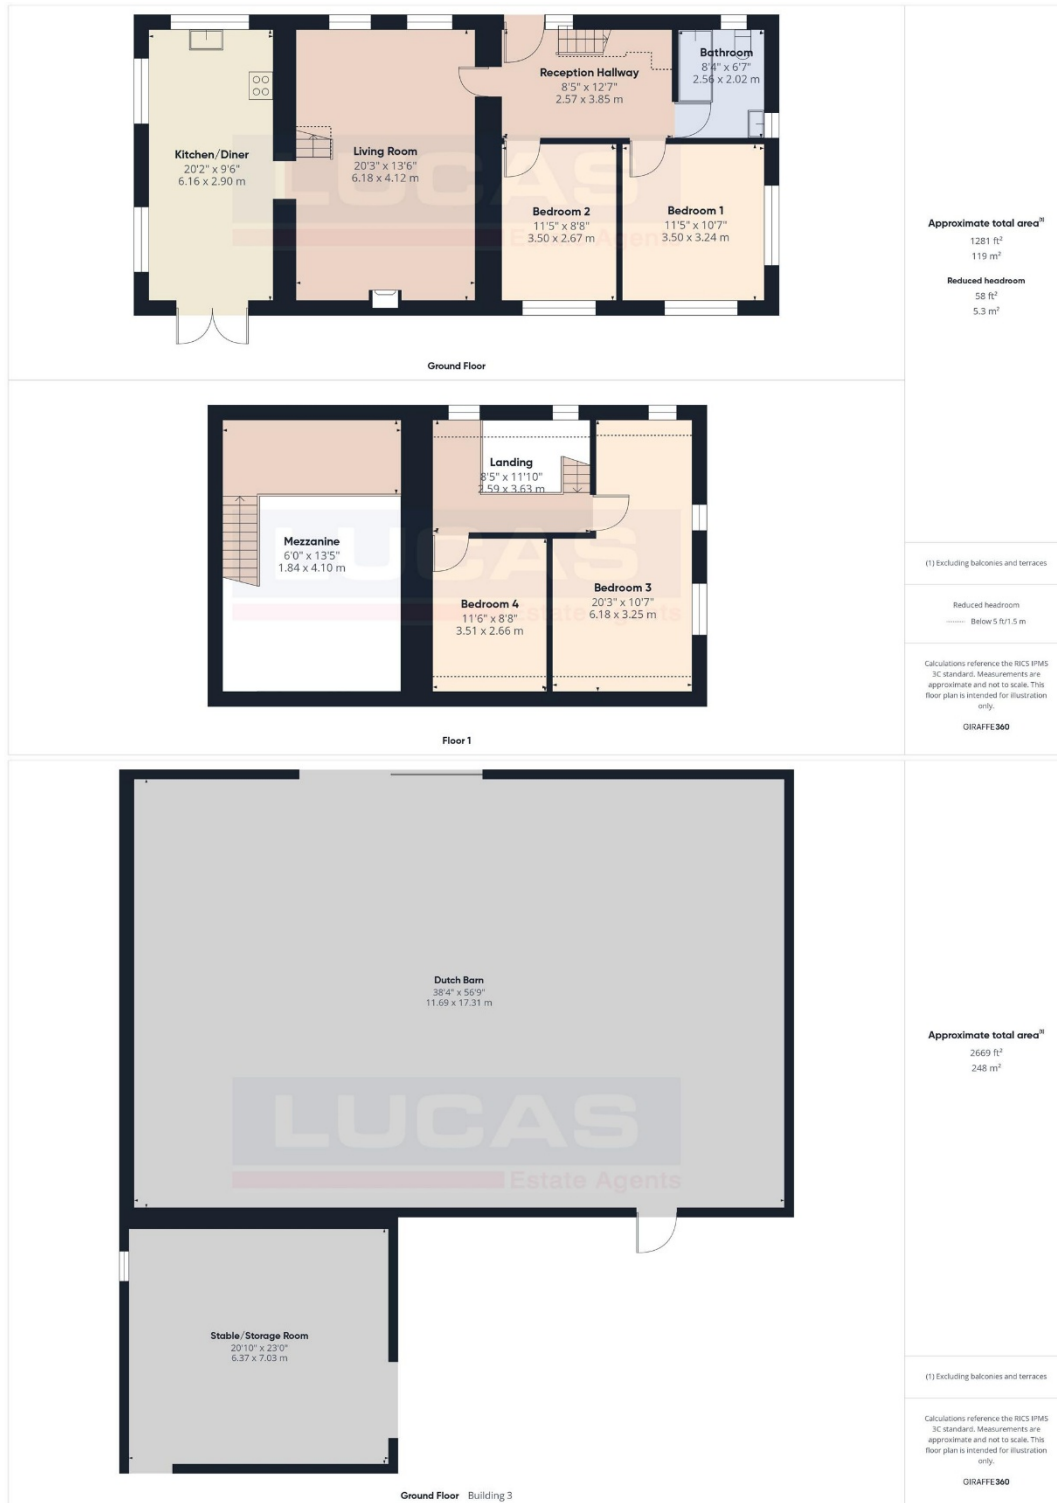 Kitchen/Diner
20'2" x 9'6"
6.16 x 2.90 m
Living Room
20'3" x 13'6"
6.18 x 4.12 m
Reception Hallway
8'5" x 12'7"
2.57 x 3.85 m
Bathroom
8'4" x 6'7"
2.56 x 2.02 m
Bedroom 2
11'5" x 8'8"
3.50 x 2.67 m
Bedroom 1
11'5" x 10'7"
3.50 x 3.24 m
LUCAS
Estate Agents
Ground Floor
Approximate total area(1)
1281 ft²
119 m²
Reduced headroom
58 ft²
5.3 m²
Landing
8'5" x 11'10"
2.59 x 3.63 m
Mezzanine
6'0" x 13'5"
1.84 x 4.10 m
Bedroom 4
11'6" x 8'8"
3.51 x 2.66 m
Bedroom 3
20'3" x 10'7"
6.18 x 3.25 m
LUCAS
Estate Agents
Floor 1
(1) Excluding balconies and terraces
Reduced headroom
Below 5 ft/1.5 m
Calculations reference the RICS IPMS
3C standard. Measurements are
approximate and not to scale. This
floor plan is intended for illustration
only.
GIRAFFE360
Dutch Barn
38'4" x 56'9"
11.69 x 17.31 m
LUCAS
Estate Agents
Stable/Storage Room
20'10" x 23'0"
6.37 x 7.03 m
Ground Floor Building 3
Approximate total area(1)
2669 ft²
248 m²
(1) Excluding balconies and terraces
Calculations reference the RICS IPMS
3C standard. Measurements are
approximate and not to scale. This
floor plan is intended for illustration
only.
GIRAFFE360